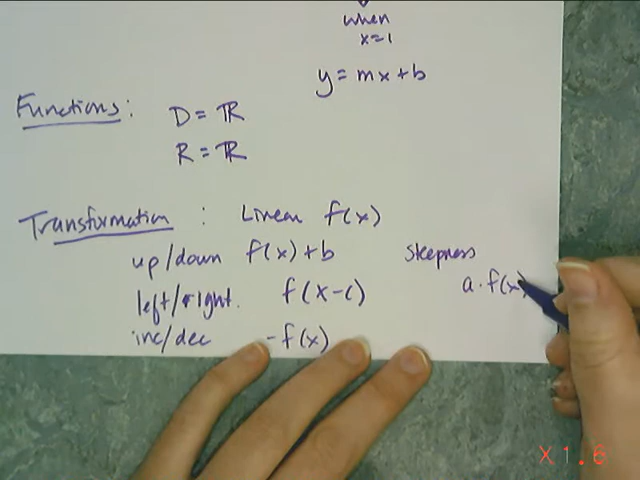 when
x=1
y = mx+b
Functions: D = ℝ
R = ℝ
Transformation : Linear f(x)
up/down f(x)+b steepness
a·f(x)
left/right. f(x-c)
inc/dec -f(x)
X1.6